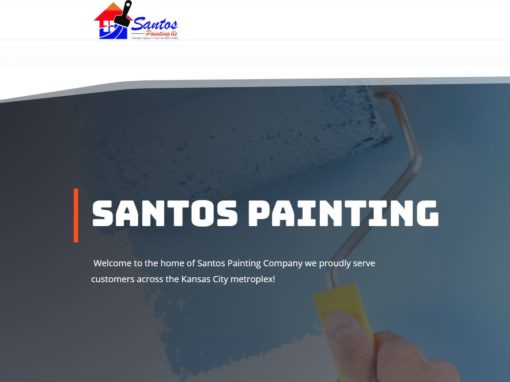 Santos
Painting llc
SANTOS PAINTING
Welcome to the home of Santos Painting Company we proudly serve
customers across the Kansas City metroplex!